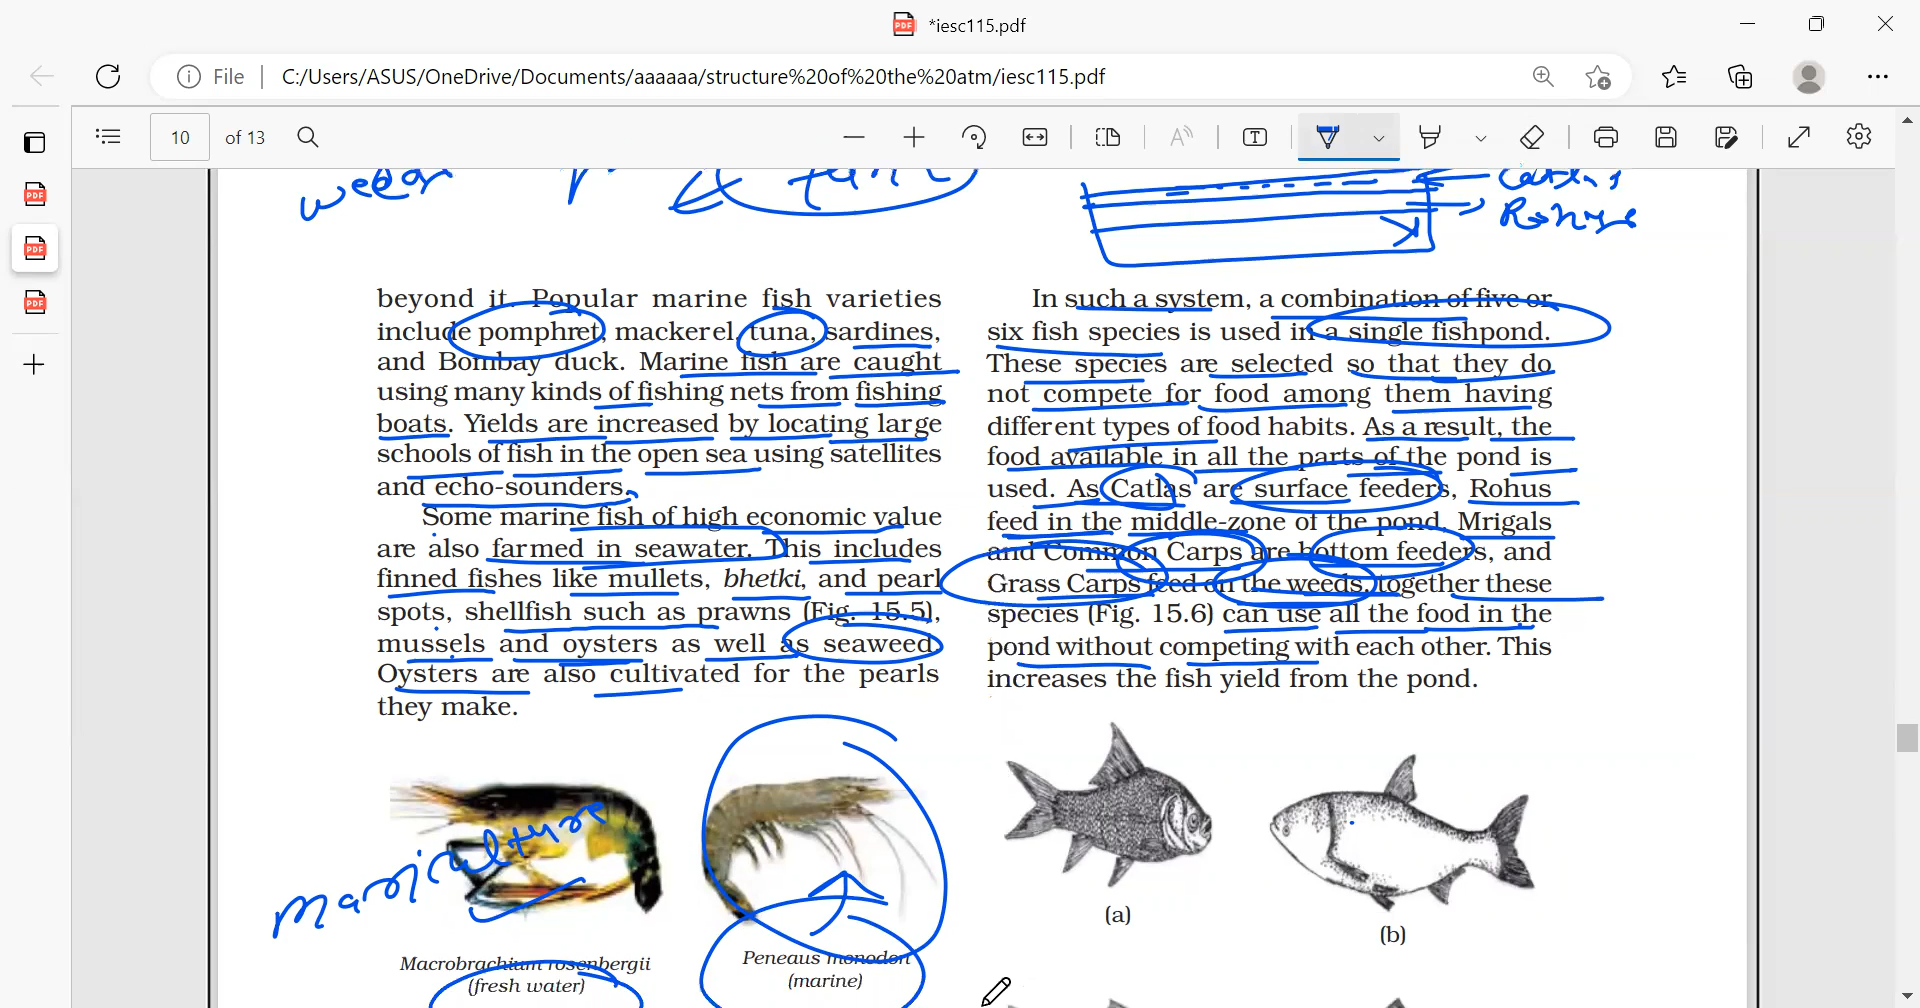 *iesc115.pdf
File
C:/Users/ASUS/OneDrive/Documents/aaaaaa/structure%20of%20the%20atm/iesc115.pdf
10 of 13
Catlas
Rohus
beyond it. Popular marine fish varieties
include pomphret, mackerel, tuna, sardines,
and Bombay duck. Marine fish are caught
using many kinds of fishing nets from fishing
boats. Yields are increased by locating large
schools of fish in the open sea using satellites
and echo-sounders.
Some marine fish of high economic value
are also farmed in seawater. This includes
finned fishes like mullets, bhetki, and pearl
spots, shellfish such as prawns (Fig. 15.5),
mussels and oysters as well as seaweed.
Oysters are also cultivated for the pearls
they make.
Mariculture
Macrobrachium rosenbergii
(fresh water)
Peneaus monodon
(marine)
In such a system, a combination of five or
six fish species is used in a single fishpond.
These species are selected so that they do
not compete for food among them having
different types of food habits. As a result, the
food available in all the parts of the pond is
used. As Catlas are surface feeders, Rohus
feed in the middle-zone of the pond, Mrigals
and Common Carps are bottom feeders, and
Grass Carps feed on the weeds, together these
species (Fig. 15.6) can use all the food in the
pond without competing with each other. This
increases the fish yield from the pond.
(a)
(b)